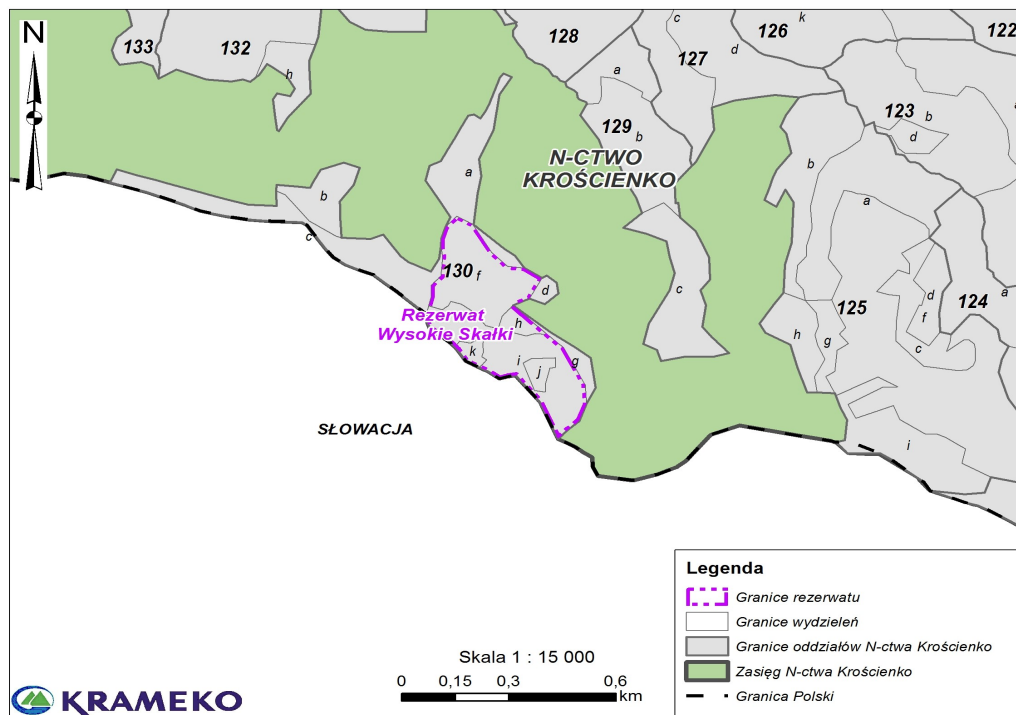 N
133
132
h
128
a
c
127
d
k
126
122
a
123
b
d
129
b
N-CTWO
KROŚCIENKO
a
b
c
b
a
130
f
d
c
d
f
125
124
a
Rezerwat
Wysokie Skałki
h
k
i
j
g
h
g
c
i
SŁOWACJA
Legenda
Granice rezerwatu
Granice wydzieleń
Granice oddziałów N-ctwa Krościenko
Zasięg N-ctwa Krościenko
Granica Polski
Skala 1 : 15 000
0 0,15 0,3 0,6
km
KRAMEKO